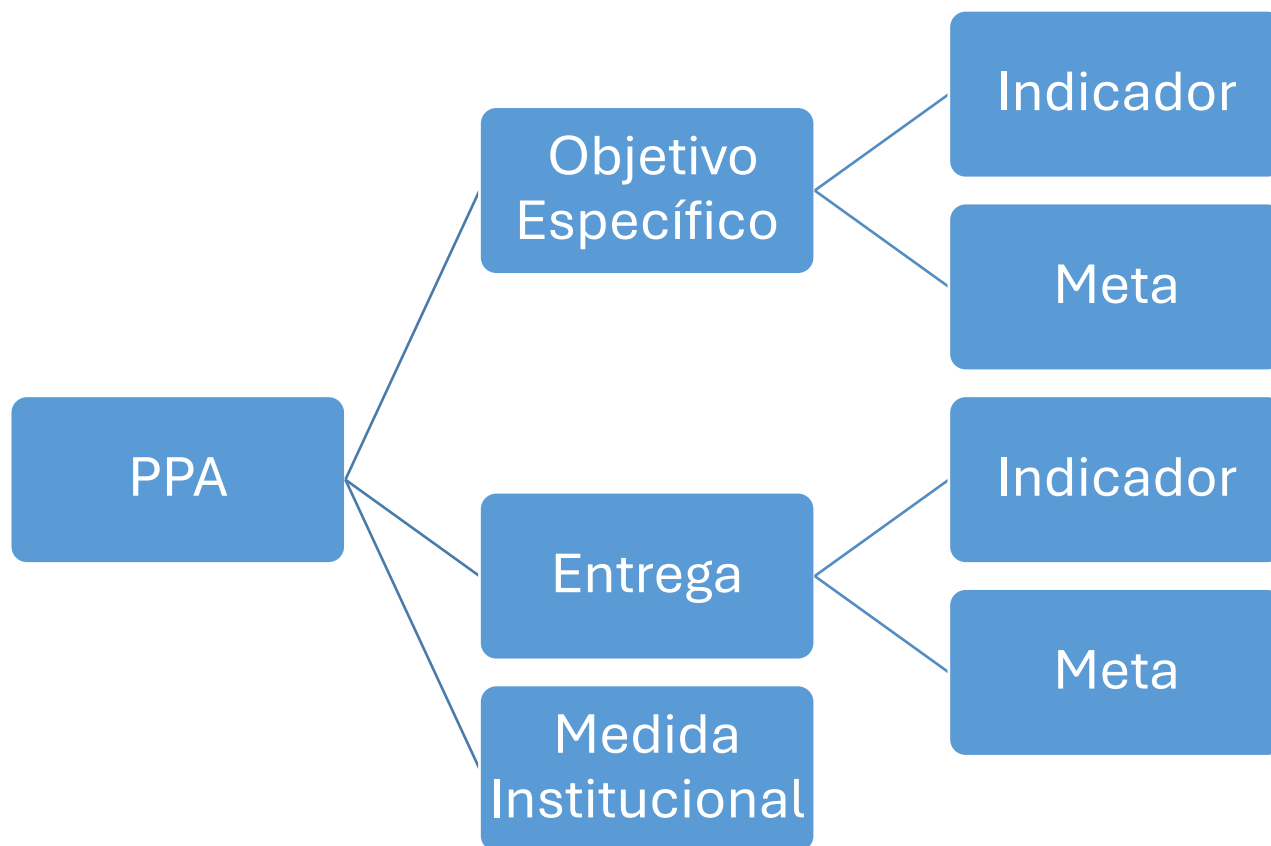 PPA
Objetivo
Específico
Indicador
Meta
Entrega
Indicador
Meta
Medida
Institucional